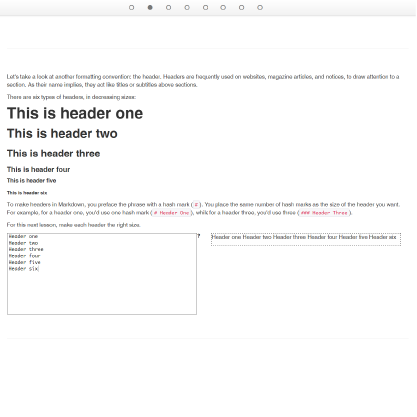 Let's take a look at another formatting convention: the header. Headers are frequently used on websites, magazine articles, and notices, to draw attention to a
section. As their name implies, they act like titles or subtitles above sections.
There are six types of headers, in decreasing sizes:
This is header one
This is header two
This is header three
This is header four
This is header five
This is header six
To make headers in Markdown, you preface the phrase with a hash mark ( # ). You place the same number of hash marks as the size of the header you want.
For example, for a header one, you'd use one hash mark ( # Header One ), while for a header three, you'd use three ( ### Header Three ).
For this next lesson, make each header the right size.
Header one
Header two
Header three
Header four
Header five
Header six
?
Header one Header two Header three Header four Header five Header six